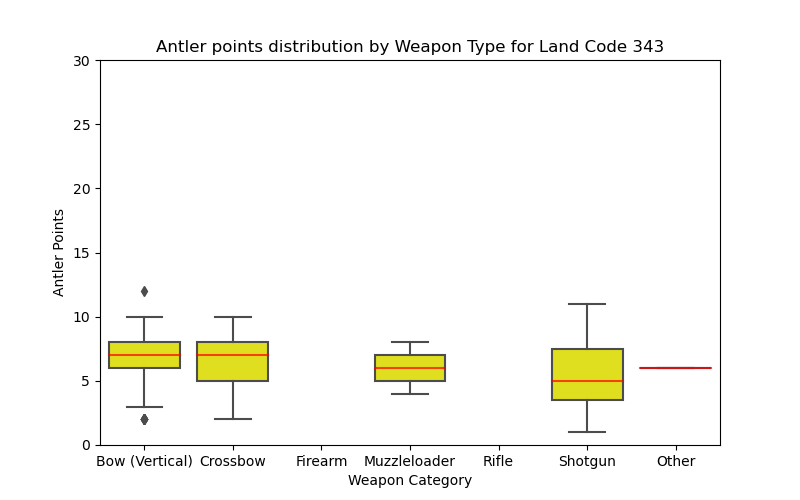 Antler points distribution by Weapon Type for Land Code 343
30
25
20
15
10
5
0
Antler Points
Bow (Vertical) Crossbow Firearm Muzzleloader Rifle Shotgun Other
Weapon Category